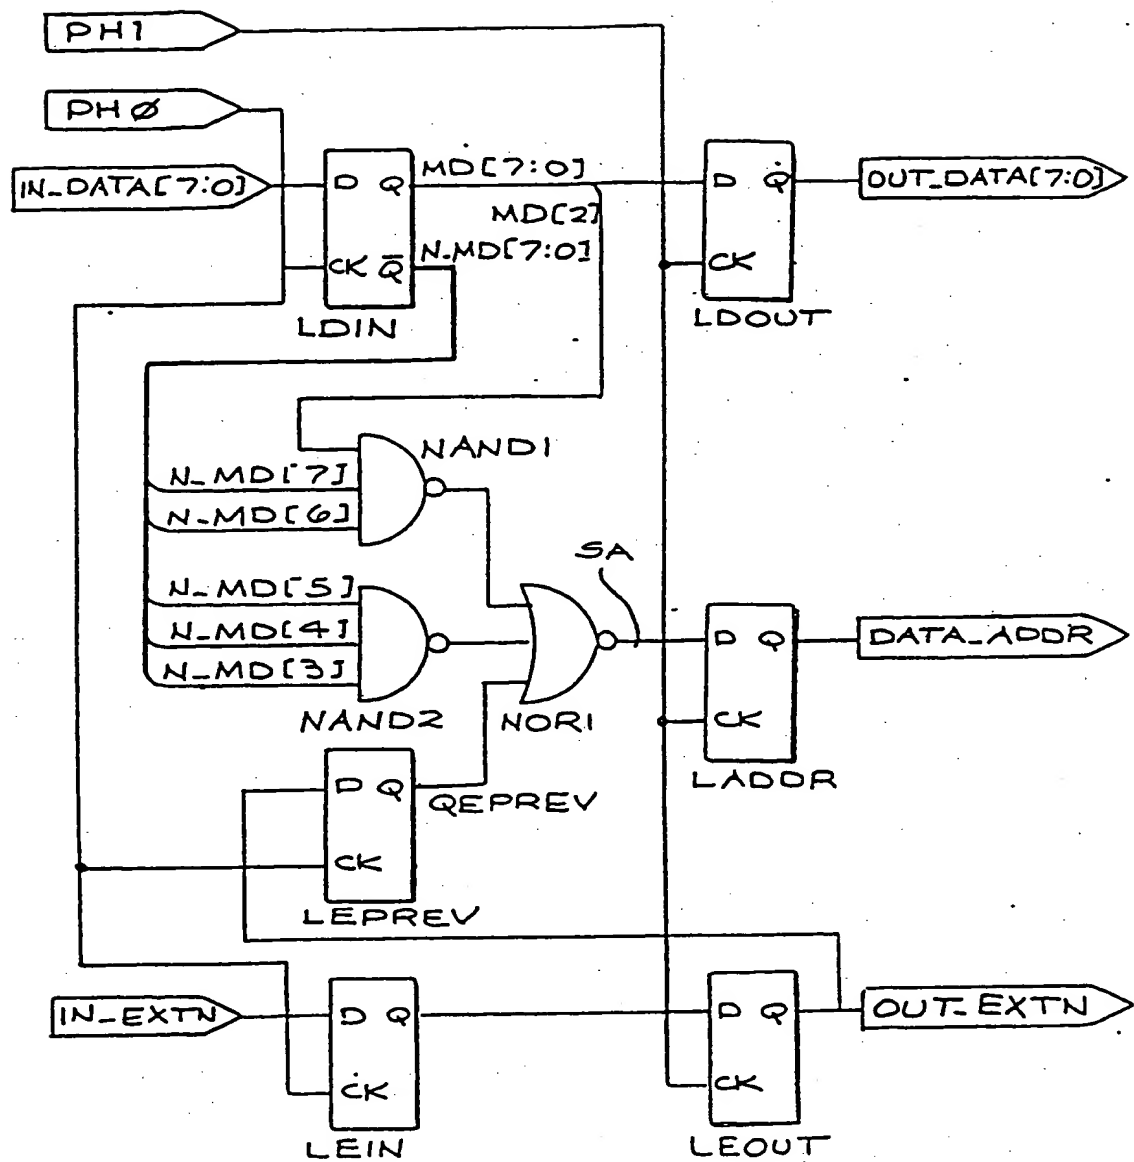 PH1
PHØ
IN_DATA[7:0]
D Q
CK Q̅
LDIN
MD[7:0]
MD[2]
N_MD[7:0]
D Q
CK
LDOUT
OUT_DATA[7:0]
NAND1
N_MD[7]
N_MD[6]
N_MD[5]
N_MD[4]
N_MD[3]
NAND2
NOR1
SA
D Q
CK
LADDR
DATA_ADDR
D Q
CK
LEPREV
QEPREV
IN_EXTN
D Q
CK
LEIN
D Q
CK
LEOUT
OUT_EXTN